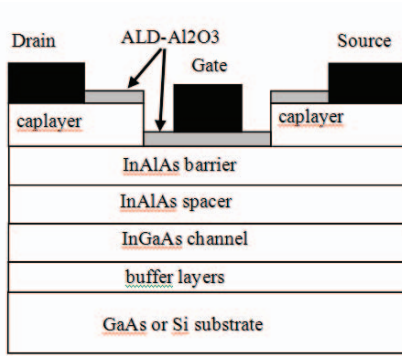 Drain
ALD-Al2O3
Source
Gate
caplayer
caplayer
InAlAs barrier
InAlAs spacer
InGaAs channel
buffer layers
GaAs or Si substrate